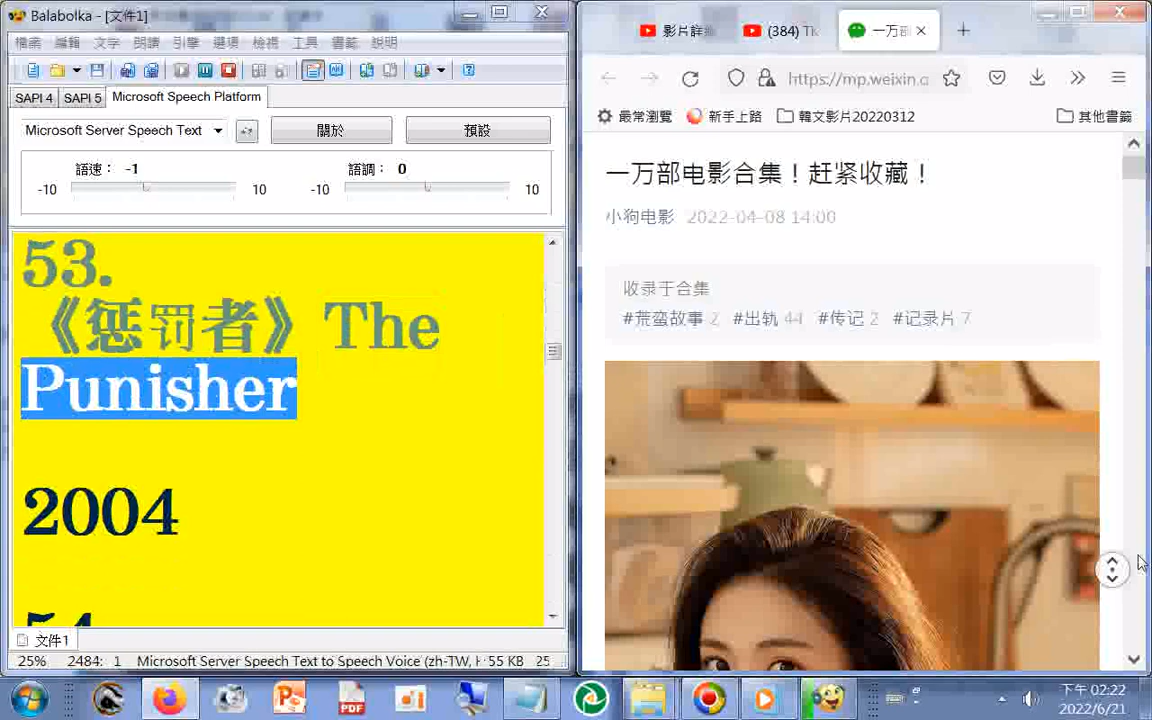 Balabolka - [文件1]
檔案 編輯 文字 朗讀 引擎 選項 檢視 工具 書籤 說明
SAPI 4 SAPI 5 Microsoft Speech Platform
Microsoft Server Speech Text 關於 預設
語速： -1 語調： 0
-10 10 -10 10
53.
《惩罚者》 The
Punisher
2004
54
文件1
25% 2484: 1 Microsoft Server Speech Text to Speech Voice (zh-TW, H 55 KB 25
(384) Tk 一万部
https://mp.weixin.q
最常瀏覽 新手上路 韓文影片20220312 其他書籤
一万部电影合集！赶紧收藏！
小狗电影 2022-04-08 14:00
收录于合集
#荒蛮故事 2 #出轨 44 #传记 2 #记录片 7
PDF
下午 02:22
2022/6/21